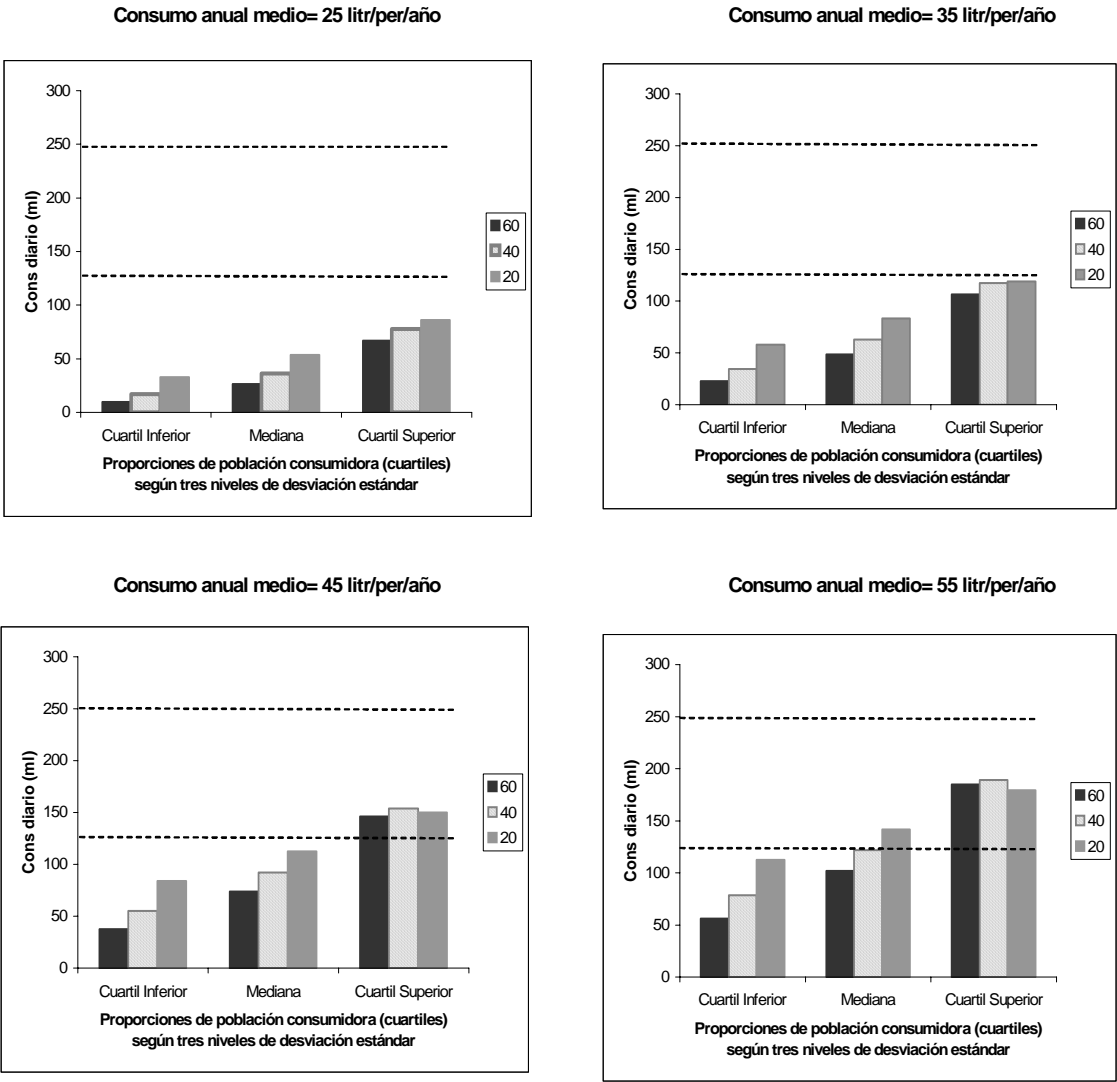 Consumo anual medio= 25 litr/per/año
300
250
200
150
100
50
0
Cons diario (ml)
Cuartil Inferior
Mediana
Cuartil Superior
Proporciones de población consumidora (cuartiles)
según tres niveles de desviación estándar
60
40
20
Consumo anual medio= 35 litr/per/año
300
250
200
150
100
50
0
Cons diario (ml)
Cuartil Inferior
Mediana
Cuartil Superior
Proporciones de población consumidora (cuartiles)
según tres niveles de desviación estándar
60
40
20
Consumo anual medio= 45 litr/per/año
300
250
200
150
100
50
0
Cons diario (ml)
Cuartil Inferior
Mediana
Cuartil Superior
Proporciones de población consumidora (cuartiles)
según tres niveles de desviación estándar
60
40
20
Consumo anual medio= 55 litr/per/año
300
250
200
150
100
50
0
Cons diario (ml)
Cuartil Inferior
Mediana
Cuartil Superior
Proporciones de población consumidora (cuartiles)
según tres niveles de desviación estándar
60
40
20